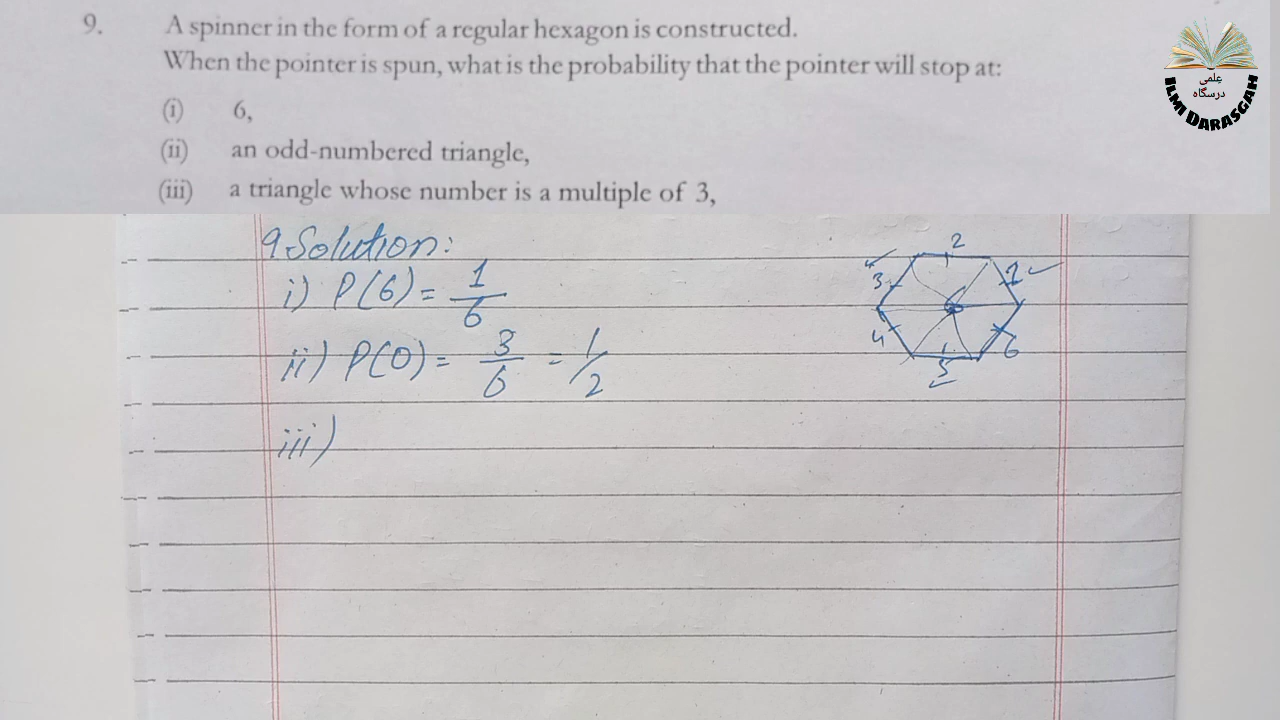 9. A spinner in the form of a regular hexagon is constructed.
When the pointer is spun, what is the probability that the pointer will stop at:
(i) 6,
(ii) an odd-numbered triangle,
(iii) a triangle whose number is a multiple of 3,
علمی
درسگاہ
ILMI DARASGAH
9 Solution:
i) P(6) = 1/6
ii) P(O) = 3/6 = 1/2
iii)
2
3 1
4 6
5